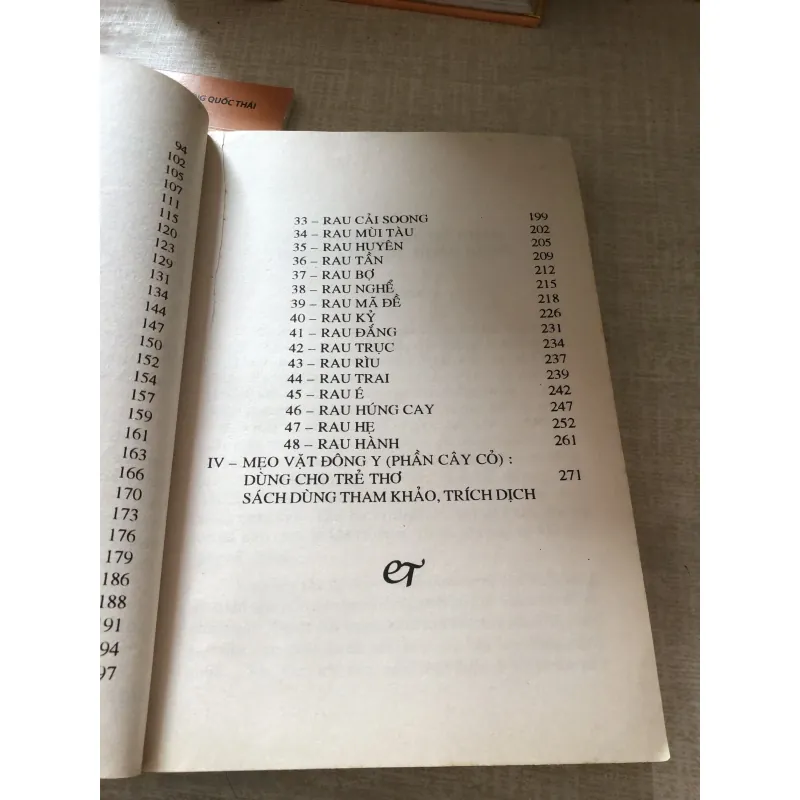 NG QUỐC THÁI
94
102
105
107
111
115
120
123
129
131
134
144
147
150
152
154
157
159
161
163
166
170
173
176
179
186
188
91
94
97
33 – RAU CẢI SOONG 199
34 – RAU MÙI TÀU 202
35 – RAU HUYÊN 205
36 – RAU TẦN 209
37 – RAU BỢ 212
38 – RAU NGHỂ 215
39 – RAU MÃ ĐỀ 218
40 – RAU KỶ 226
41 – RAU ĐẮNG 231
42 – RAU TRỤC 234
43 – RAU RÌU 237
44 – RAU TRAI 239
45 – RAU É 242
46 – RAU HÚNG CAY 247
47 – RAU HẸ 252
48 – RAU HÀNH 261
IV – MẸO VẶT ĐÔNG Y (PHẦN CÂY CỎ) :
DÙNG CHO TRẺ THƠ 271
SÁCH DÙNG THAM KHẢO, TRÍCH DỊCH